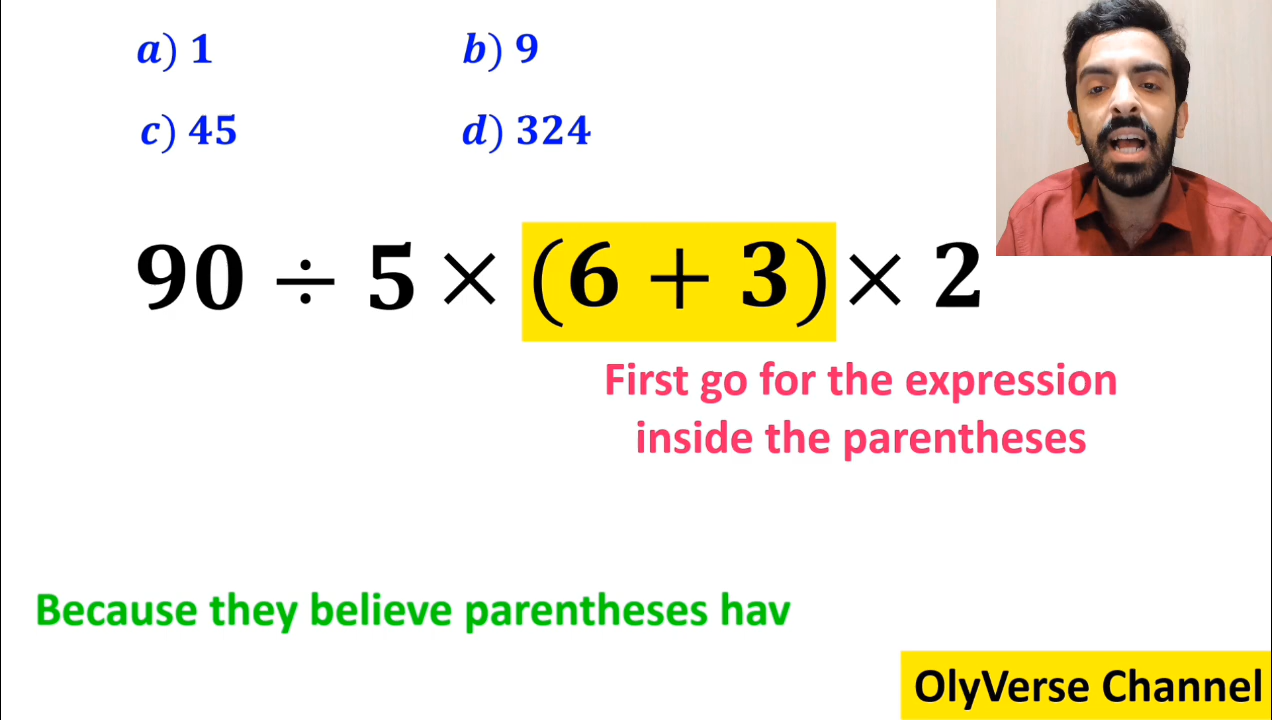 a) 1 b) 9
c) 45 d) 324
90 ÷ 5 × (6 + 3) × 2
First go for the expression
inside the parentheses
Because they believe parentheses hav
OlyVerse Channel